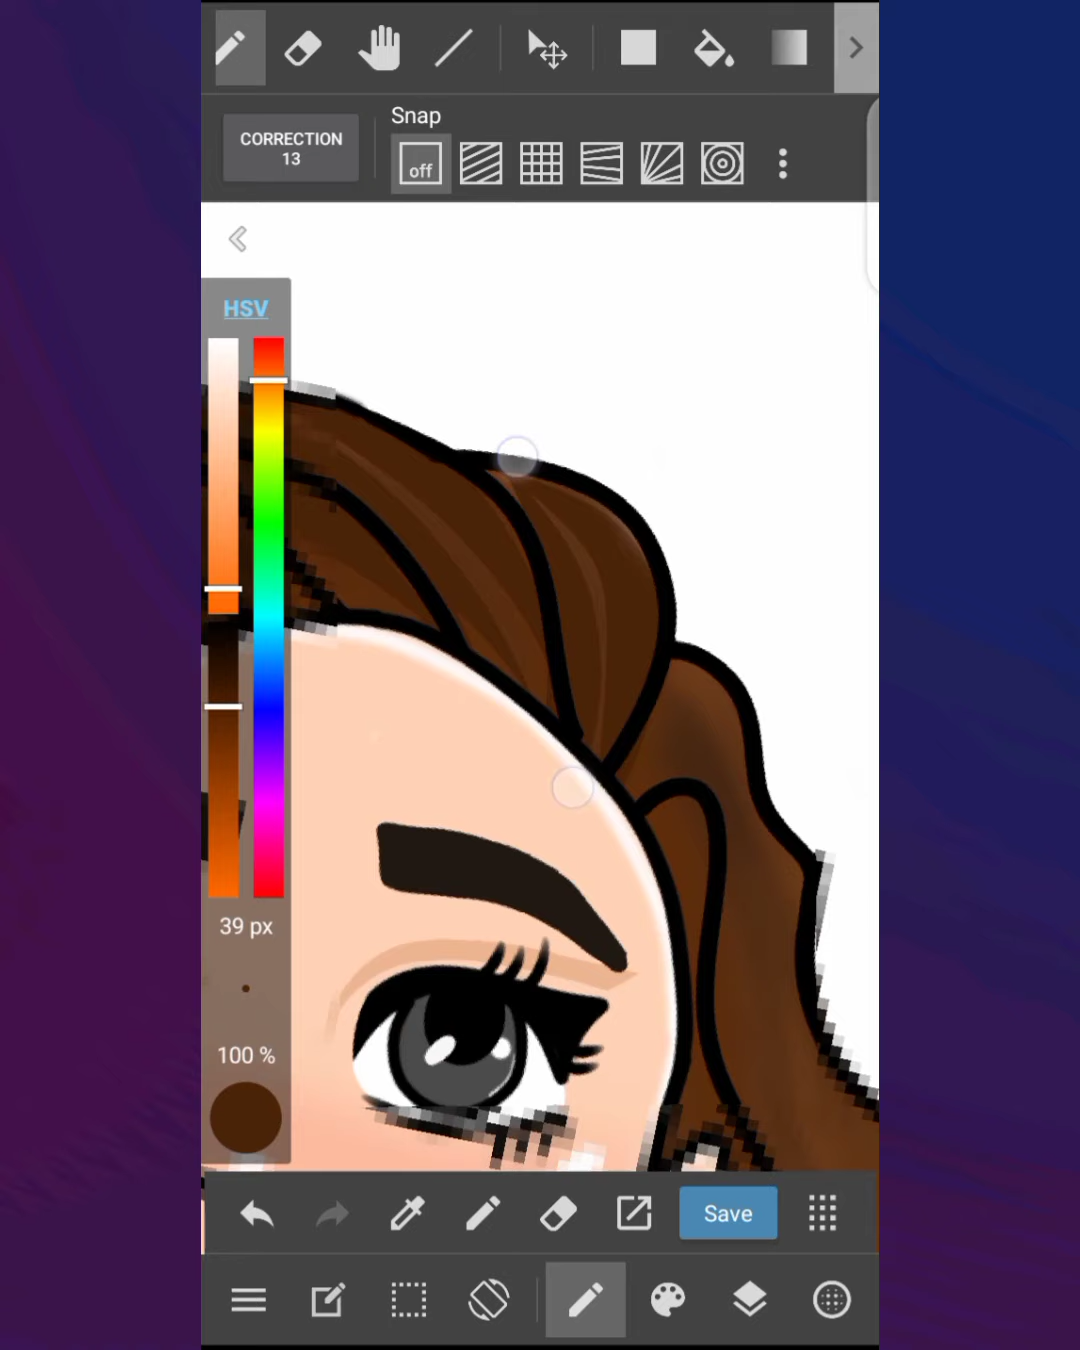 CORRECTION
13
Snap
off
HSV
39 px
100 %
Save